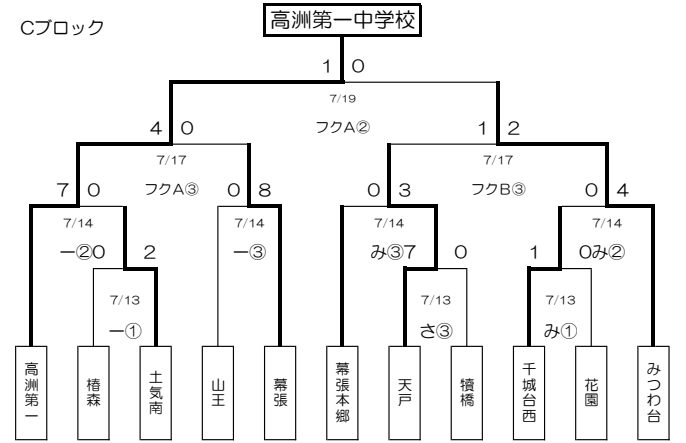 Cブロック
高洲第一中学校
1 0
7/19
フクA②
4 0
1 2
7/17
7/17
フクA③
フクB③
7 0
0 8
0 3
0 4
7/14
7/14
7/14
7/14
一②
0 2
一③
み③
7 0
1 0
み②
7/13
7/13
7/13
一①
さ③
み①
高洲第一
椿森
土気南
山王
幕張
幕張本郷
天戸
犢橋
千城台西
花園
みつわ台